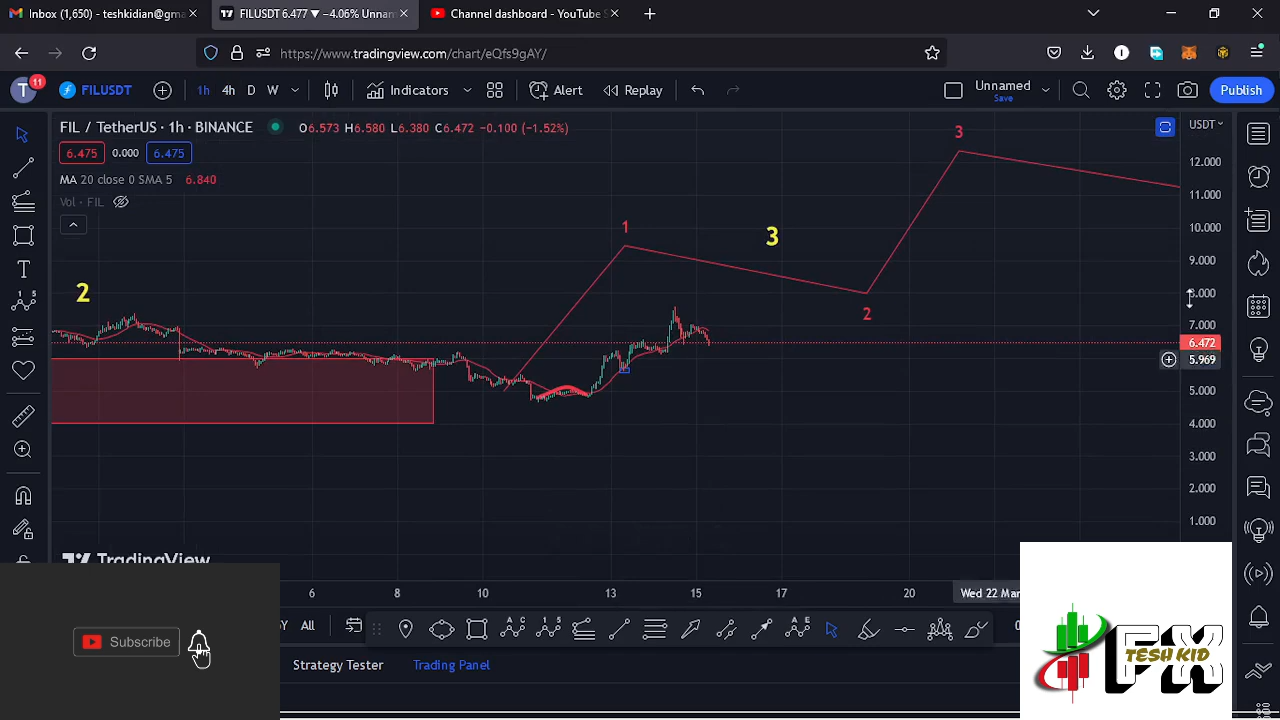 Inbox (1,650) - teshkidian@gma
FILUSDT 6.477 ▼ −4.06% Unnam
Channel dashboard - YouTube S
https://www.tradingview.com/chart/eQfs9gAY/
T 11 FILUSDT 1h 4h D W Indicators Alert Replay Unnamed Save Publish
FIL / TetherUS · 1h · BINANCE O6.573 H6.580 L6.380 C6.472 −0.100 (−1.52%)
USDT
6.475 0.000 6.475
MA 20 close 0 SMA 5 6.840
Vol · FIL
3
12.000
11.000
1
10.000
3
9.000
2
8.000
2
7.000
6.472
5.969
5.000
4.000
3.000
2.000
1.000
TradingView
6 10 13 15 17 20 Wed 22 Mar
Y All
Subscribe
Strategy Tester Trading Panel
FX
TESH KID